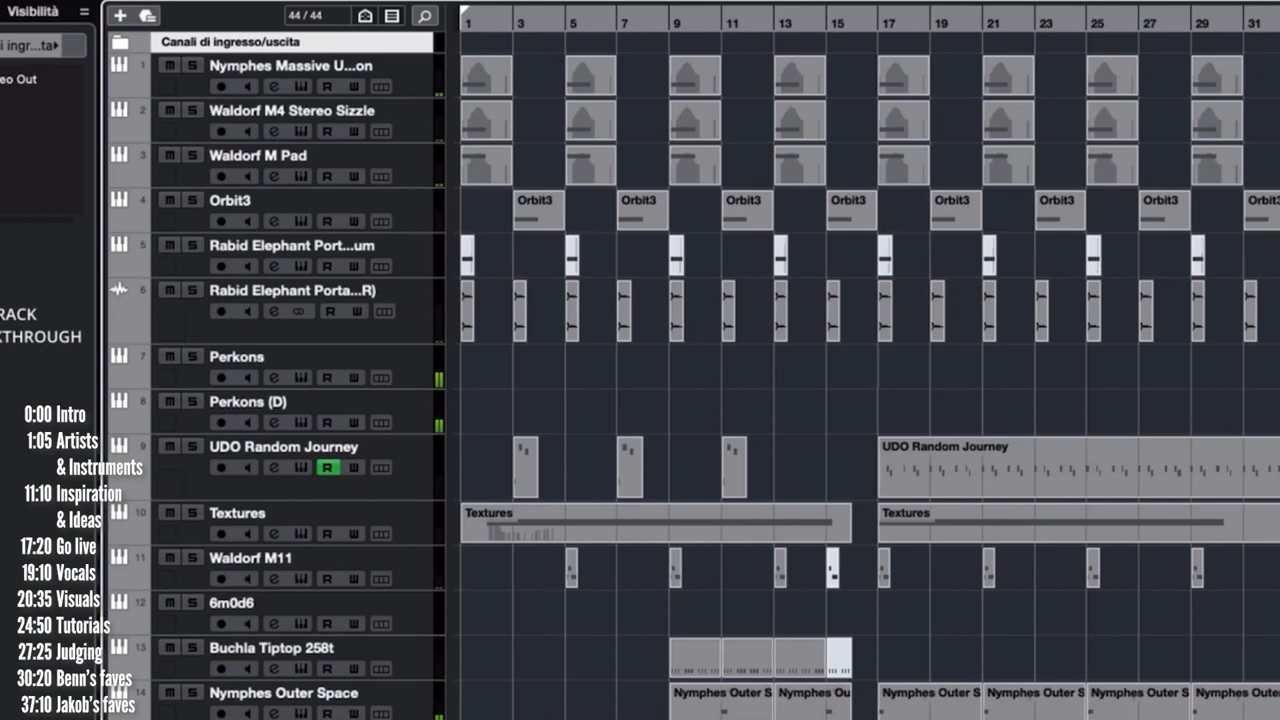 Visibilità
44 / 44
1 3 5 7 9 11 13 15 17 19 21 23 25 27 29 31
i ingr...ta
Canali di ingresso/uscita
eo Out
1 m S Nymphes Massive U...on
R W
2 m S Waldorf M4 Stereo Sizzle
R W
3 m S Waldorf M Pad
R W
4 m S Orbit3
R W
Orbit3 Orbit3 Orbit3 Orbit3 Orbit3 Orbit3 Orbit3 Orbit3
5 m S Rabid Elephant Port...um
R W
6 m S Rabid Elephant Porta...R)
R W
RACK
KTHROUGH
7 m S Perkons
R W
8 m S Perkons (D)
R W
9 m S UDO Random Journey
R W
UDO Random Journey
10 m S Textures
R W
Textures Textures
11 m S Waldorf M11
R W
12 m S 6m0d6
R W
13 m S Buchla Tiptop 258t
R W
14 m S Nymphes Outer Space
R W
Nymphes Outer S Nymphes Ou Nymphes Outer S Nymphes Outer S Nymphes Outer S Nymphes Oute
0:00 Intro
1:05 Artists
& Instruments
11:10 Inspiration
& Ideas
17:20 Go live
19:10 Vocals
20:35 Visuals
24:50 Tutorials
27:25 Judging
30:20 Benn's faves
37:10 Jakob's faves